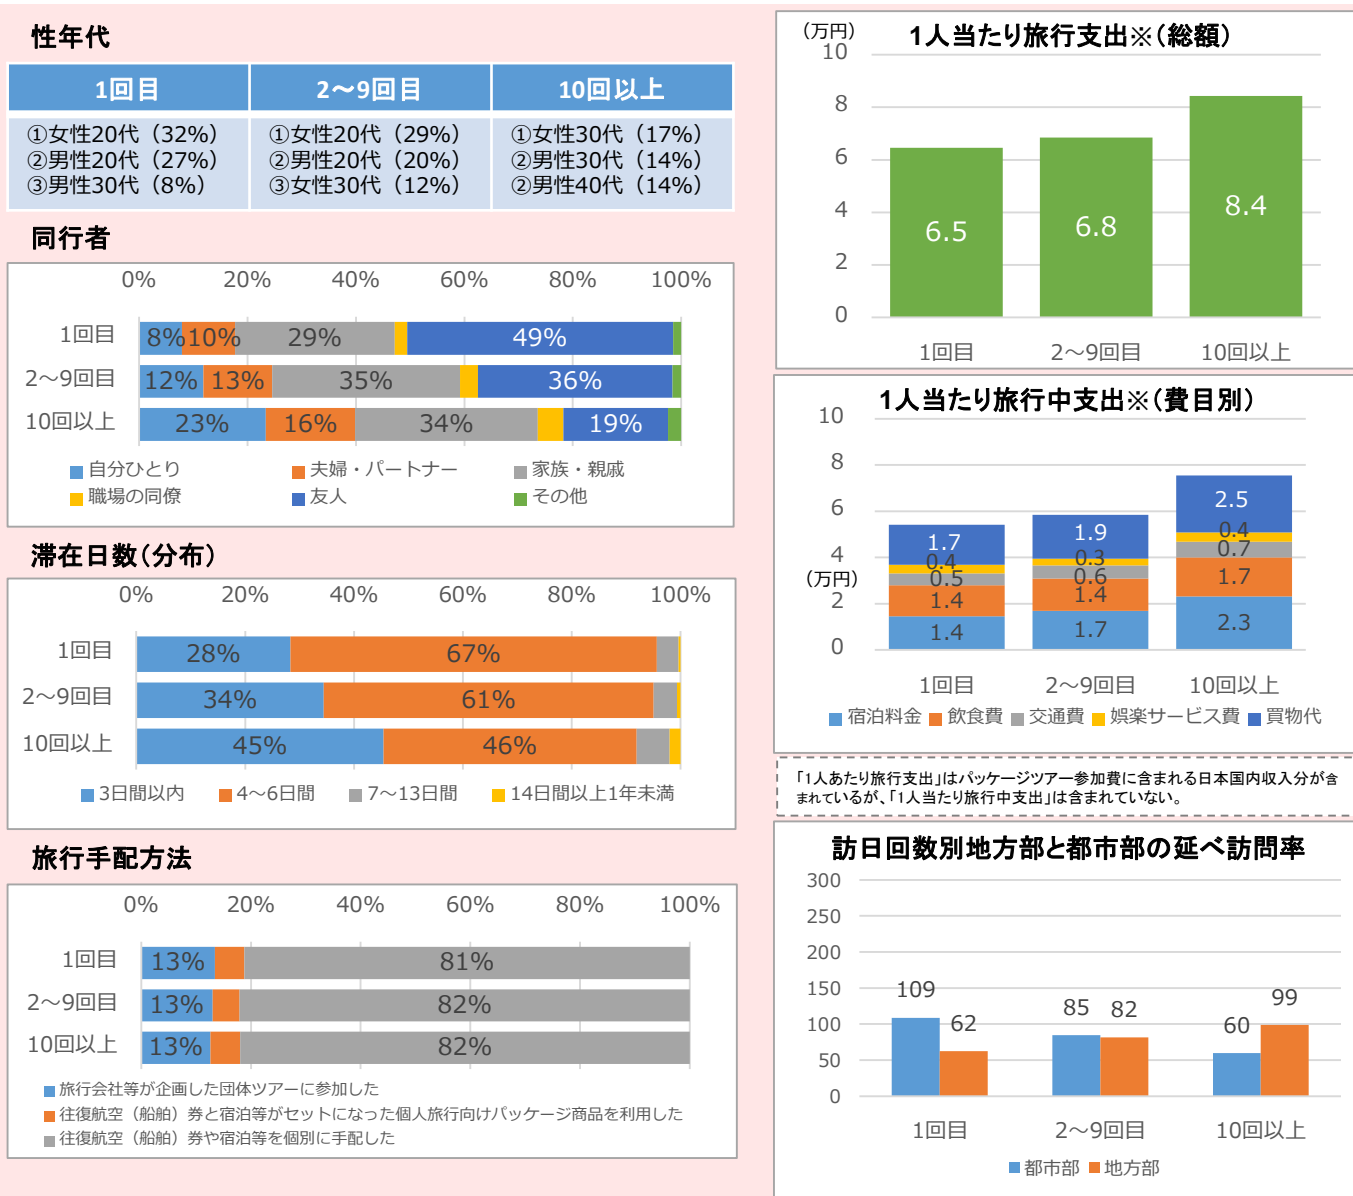 性年代
1回目 2～9回目 10回以上
①女性20代（32%） ①女性20代（29%） ①女性30代（17%）
②男性20代（27%） ②男性20代（20%） ②男性30代（14%）
③男性30代（8%） ③女性30代（12%） ②男性40代（14%）
同行者
0% 20% 40% 60% 80% 100%
1回目 8% 10% 29% 49%
2～9回目 12% 13% 35% 36%
10回以上 23% 16% 34% 19%
自分ひとり 夫婦・パートナー 家族・親戚
職場の同僚 友人 その他
滞在日数（分布）
0% 20% 40% 60% 80% 100%
1回目 28% 67%
2～9回目 34% 61%
10回以上 45% 46%
3日間以内 4～6日間 7～13日間 14日間以上1年未満
旅行手配方法
0% 20% 40% 60% 80% 100%
1回目 13% 81%
2～9回目 13% 82%
10回以上 13% 82%
旅行会社等が企画した団体ツアーに参加した
往復航空（船舶）券と宿泊等がセットになった個人旅行向けパッケージ商品を利用した
往復航空（船舶）券や宿泊等を個別に手配した
（万円） 1人当たり旅行支出※（総額）
10
8
6
4
2
0
6.5 6.8 8.4
1回目 2～9回目 10回以上
1人当たり旅行中支出※（費目別）
10
8
6
4
（万円）
2
0
1.7 1.9 2.5
0.4 0.3 0.4
0.5 0.6 0.7
1.4 1.4 1.7
1.4 1.7 2.3
1回目 2～9回目 10回以上
宿泊料金 飲食費 交通費 娯楽サービス費 買物代
「1人あたり旅行支出」はパッケージツアー参加費に含まれる日本国内収入分が含
まれているが、「1人当たり旅行中支出」は含まれていない。
訪日回数別地方部と都市部の延べ訪問率
300
250
200
150
100
50
0
109 62 85 82 60 99
1回目 2～9回目 10回以上
都市部 地方部